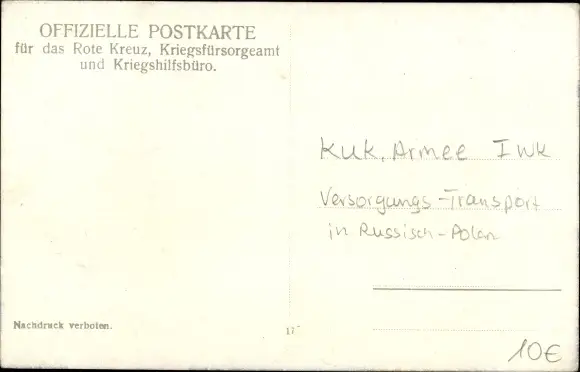 OFFIZIELLE POSTKARTE
für das Rote Kreuz, Kriegsfürsorgeamt
und Kriegshilfsbüro.
KuK. Armee I WK
Versorgungs-Transport
in Russisch-Polen
Nachdruck verboten.
17
10€